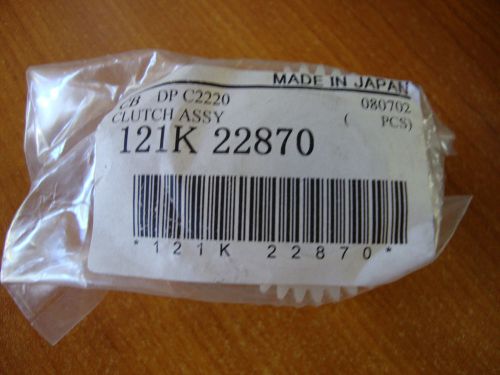 MADE IN JAPAN
CB DP C2220 080702
CLUTCH ASSY ( PCS)
121K 22870
*121K 22870*